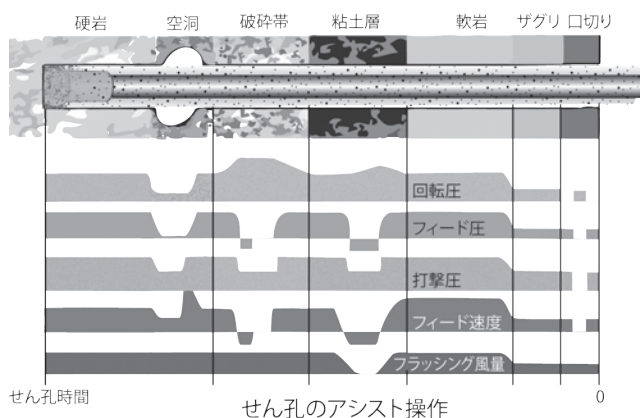 硬岩 空洞 破砕帯 粘土層 軟岩 ザグリ 口切り
回転圧
フィード圧
打撃圧
フィード速度
フラッシング風量
せん孔時間 0
せん孔のアシスト操作